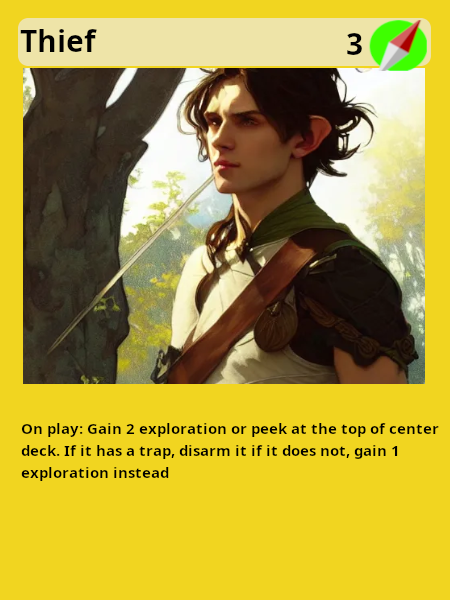 Thief 3
On play: Gain 2 exploration or peek at the top of center
deck. If it has a trap, disarm it if it does not, gain 1
exploration instead